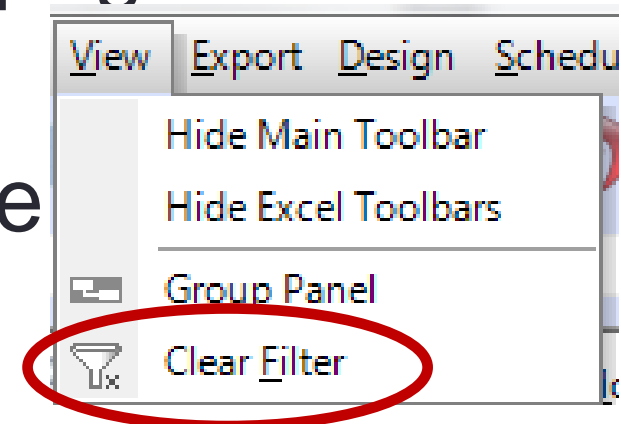 View Export Design Schedu
Hide Main Toolbar
e
Hide Excel Toolbars
Group Panel
Clear Filter